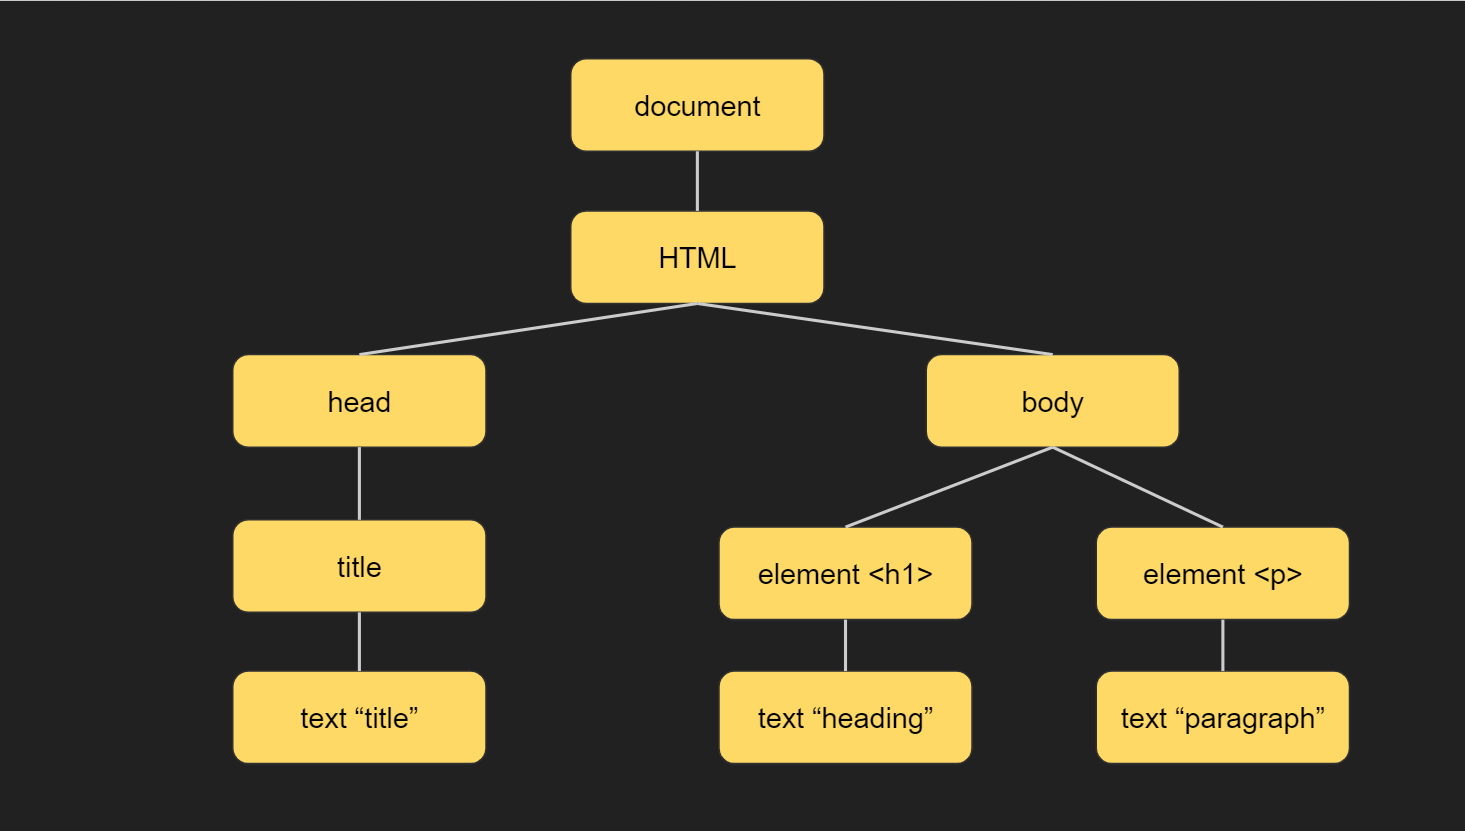 document
HTML
head
body
title
element <h1>
element <p>
text “title”
text “heading”
text “paragraph”